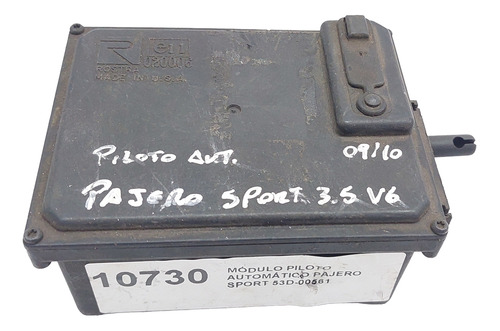 R
e11
ROSTRA
MADE IN U.S.A.
PILOTO AUT.
09/10
PAJERO SPORT 3.5 V6
10730
MÓDULO PILOTO
AUTOMÁTICO PAJERO
SPORT 53D-00561